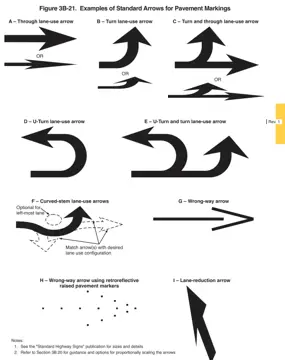 Figure 3B-21. Examples of Standard Arrows for Pavement Markings
A – Through lane-use arrow
B – Turn lane-use arrow
C – Turn and through lane-use arrow
OR
OR
OR
D – U-Turn lane-use arrow
E – U-Turn and turn lane-use arrow
Rev 1
F – Curved-stem lane-use arrows
G – Wrong-way arrow
Optional for
left-most lane
Match arrow(s) with desired
lane use configuration
H – Wrong-way arrow using retroreflective
raised pavement markers
I – Lane-reduction arrow
Notes:
1. See the "Standard Highway Signs" publication for sizes and details
2. Refer to Section 3B.20 for guidance and options for proportionally scaling the arrows